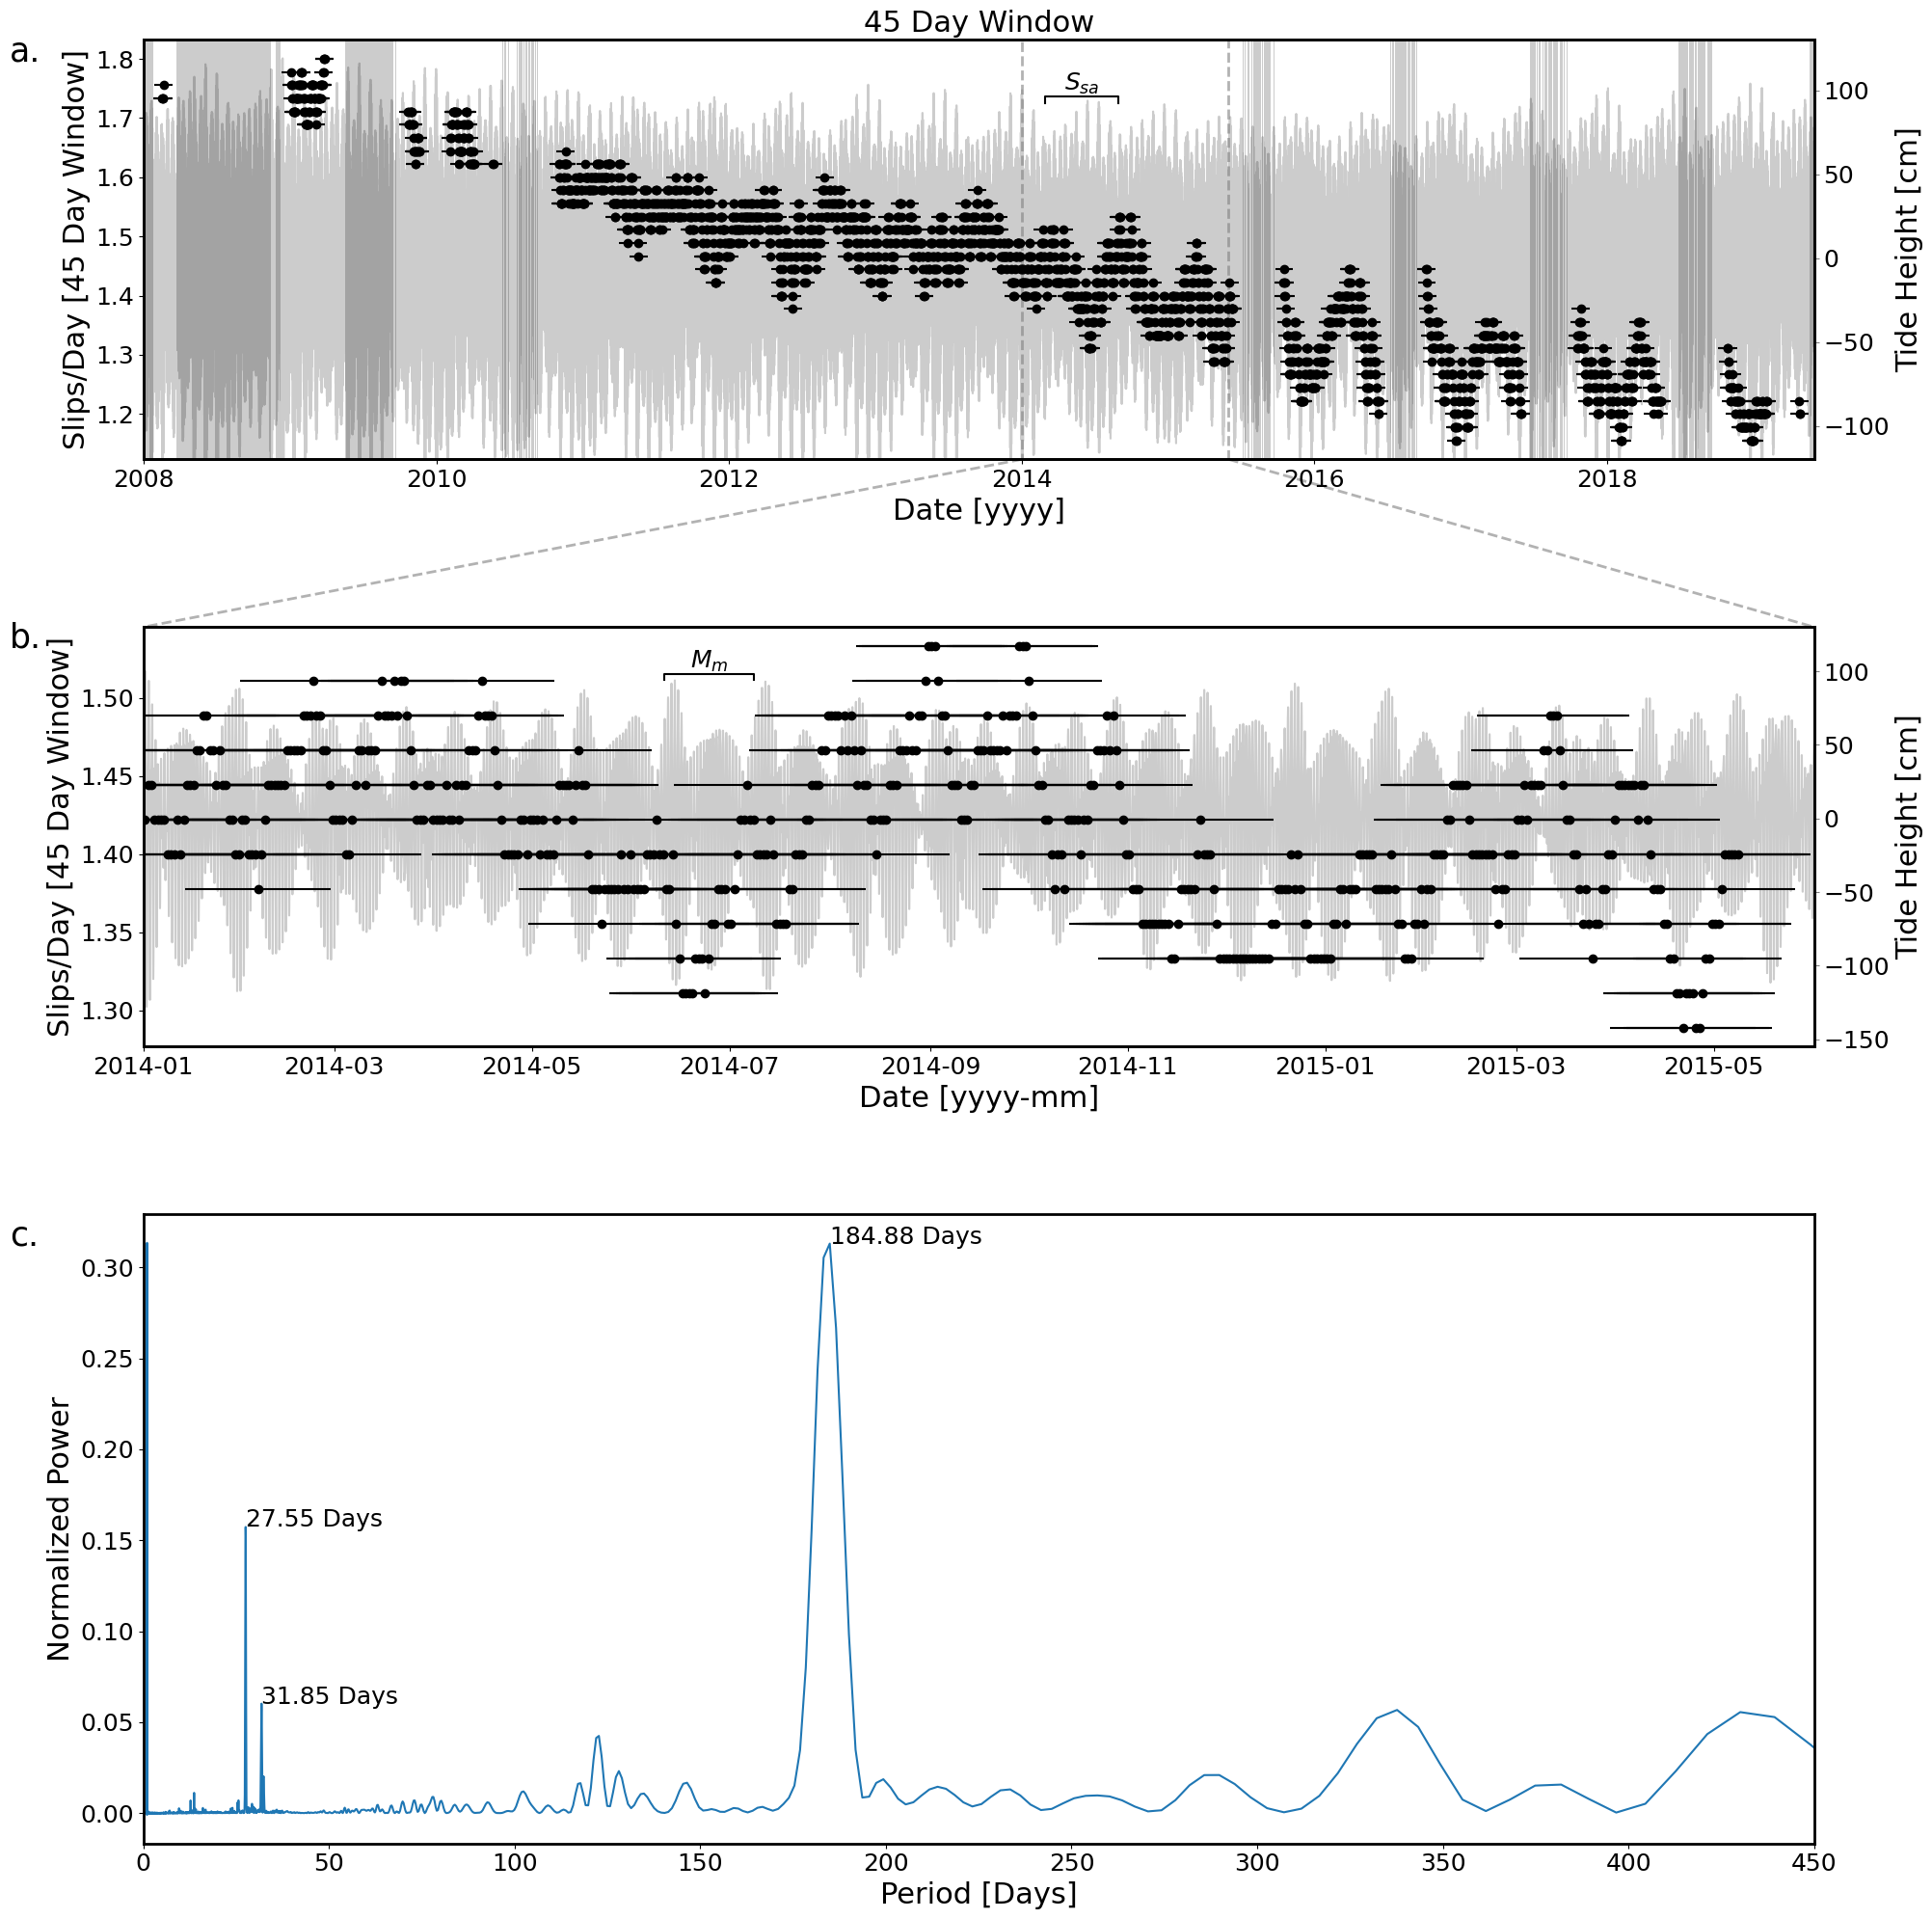 45 Day Window
a.
Slips/Day [45 Day Window]
1.8
1.7
1.6
1.5
1.4
1.3
1.2
S_sa
100
50
0
−50
−100
Tide Height [cm]
2008 2010 2012 2014 2016 2018
Date [yyyy]
b.
Slips/Day [45 Day Window]
1.50
1.45
1.40
1.35
1.30
M_m
100
50
0
−50
−100
−150
Tide Height [cm]
2014-01 2014-03 2014-05 2014-07 2014-09 2014-11 2015-01 2015-03 2015-05
Date [yyyy-mm]
c.
Normalized Power
0.30
0.25
0.20
0.15
0.10
0.05
0.00
184.88 Days
27.55 Days
31.85 Days
0 50 100 150 200 250 300 350 400 450
Period [Days]